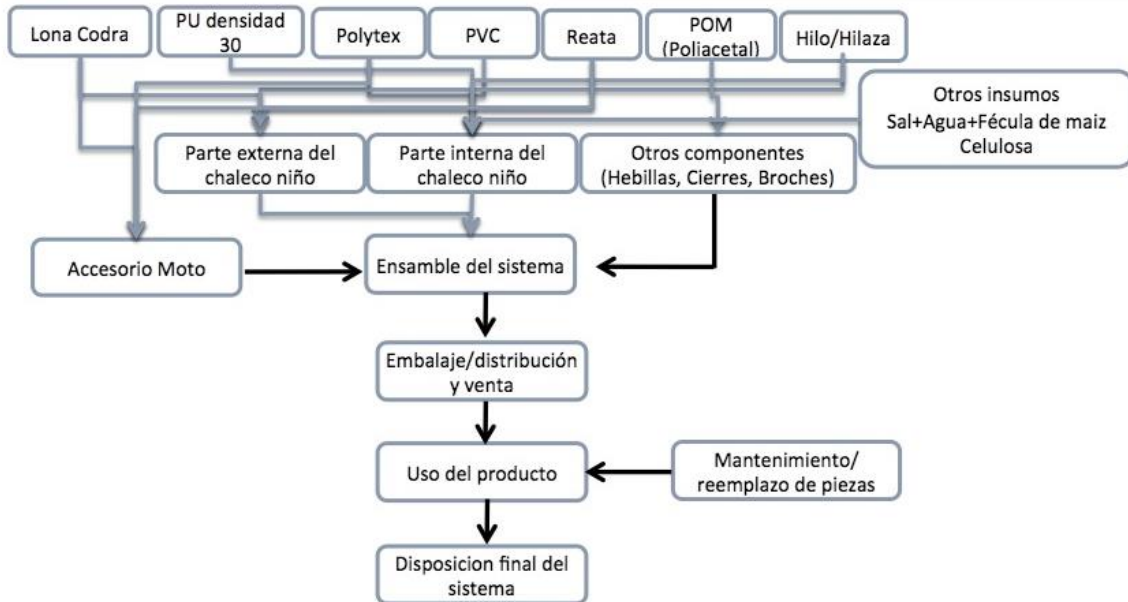 Lona Codra
PU densidad
30
Polytex
PVC
Reata
POM
(Poliacetal)
Hilo/Hilaza
Otros insumos
Sal+Agua+Fécula de maiz
Celulosa
Parte externa del
chaleco niño
Parte interna del
chaleco niño
Otros componentes
(Hebillas, Cierres, Broches)
Accesorio Moto
Ensamble del sistema
Embalaje/distribución
y venta
Uso del producto
Mantenimiento/
reemplazo de piezas
Disposicion final del
sistema